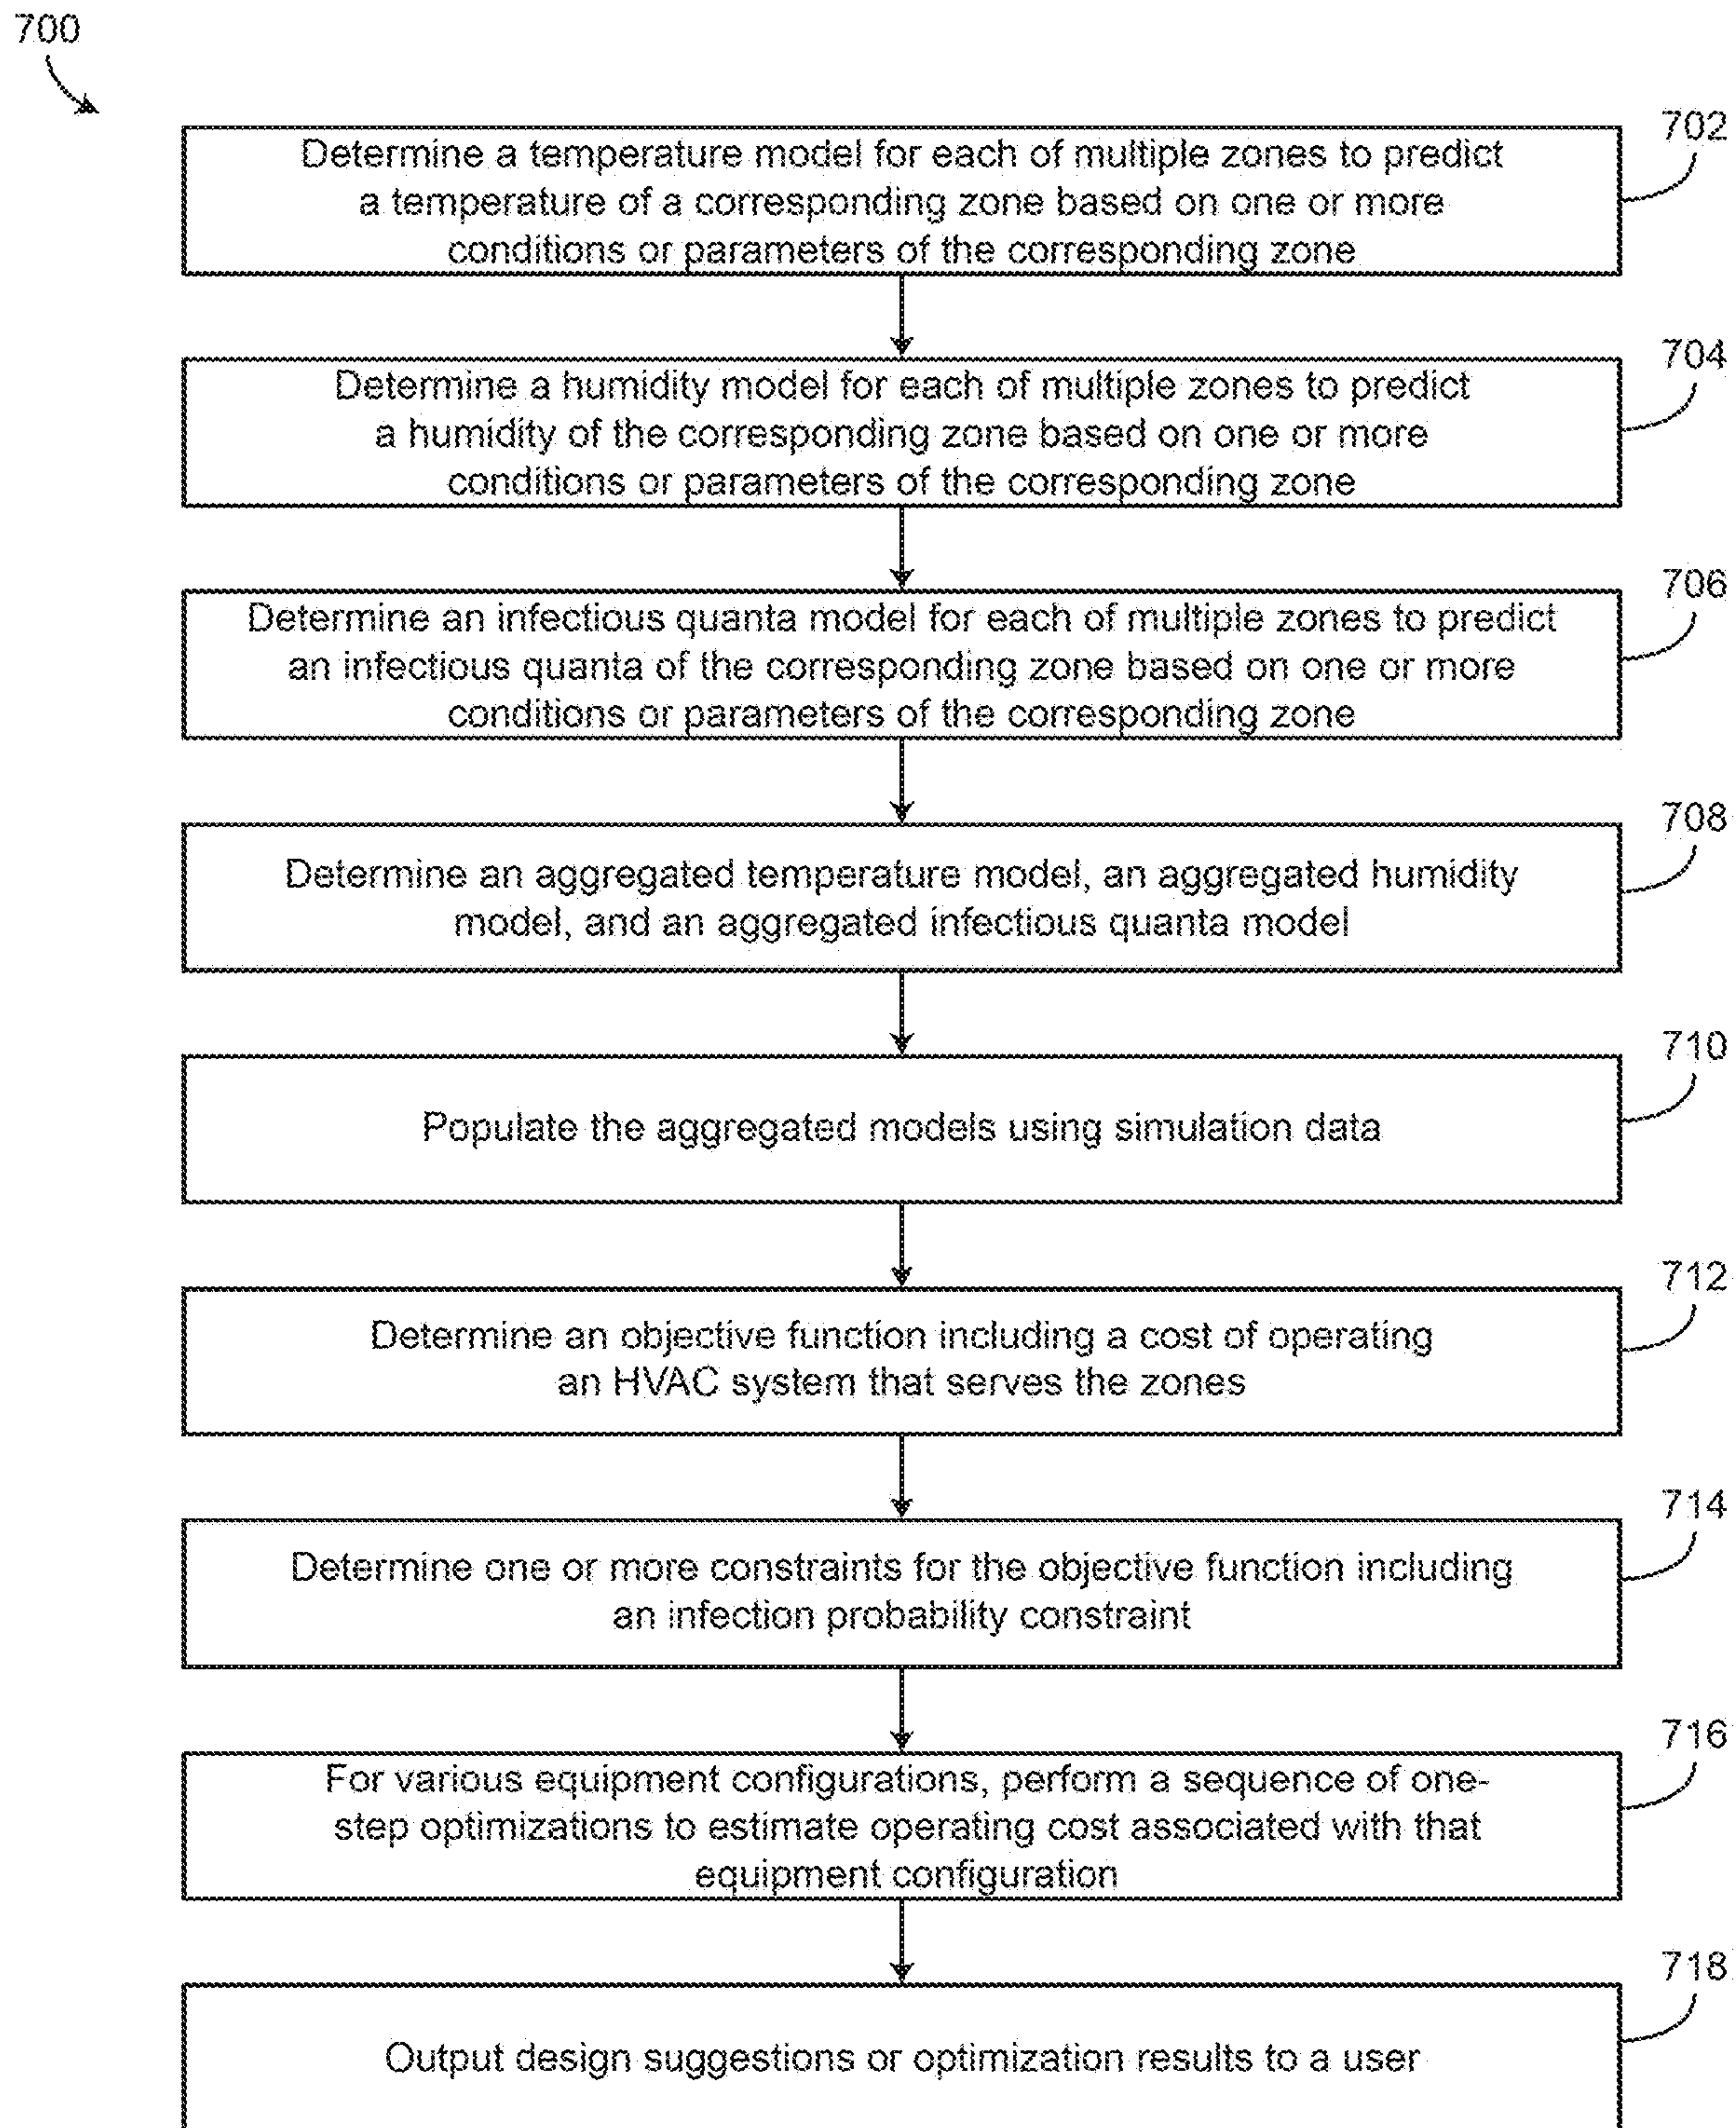 700
702
Determine a temperature model for each of multiple zones to predict
a temperature of a corresponding zone based on one or more
conditions or parameters of the corresponding zone
704
Determine a humidity model for each of multiple zones to predict
a humidity of the corresponding zone based on one or more
conditions or parameters of the corresponding zone
706
Determine an infectious quanta model for each of multiple zones to predict
an infectious quanta of the corresponding zone based on one or more
conditions or parameters of the corresponding zone
708
Determine an aggregated temperature model, an aggregated humidity
model, and an aggregated infectious quanta model
710
Populate the aggregated models using simulation data
712
Determine an objective function including a cost of operating
an HVAC system that serves the zones
714
Determine one or more constraints for the objective function including
an infection probability constraint
716
For various equipment configurations, perform a sequence of one-
step optimizations to estimate operating cost associated with that
equipment configuration
718
Output design suggestions or optimization results to a user